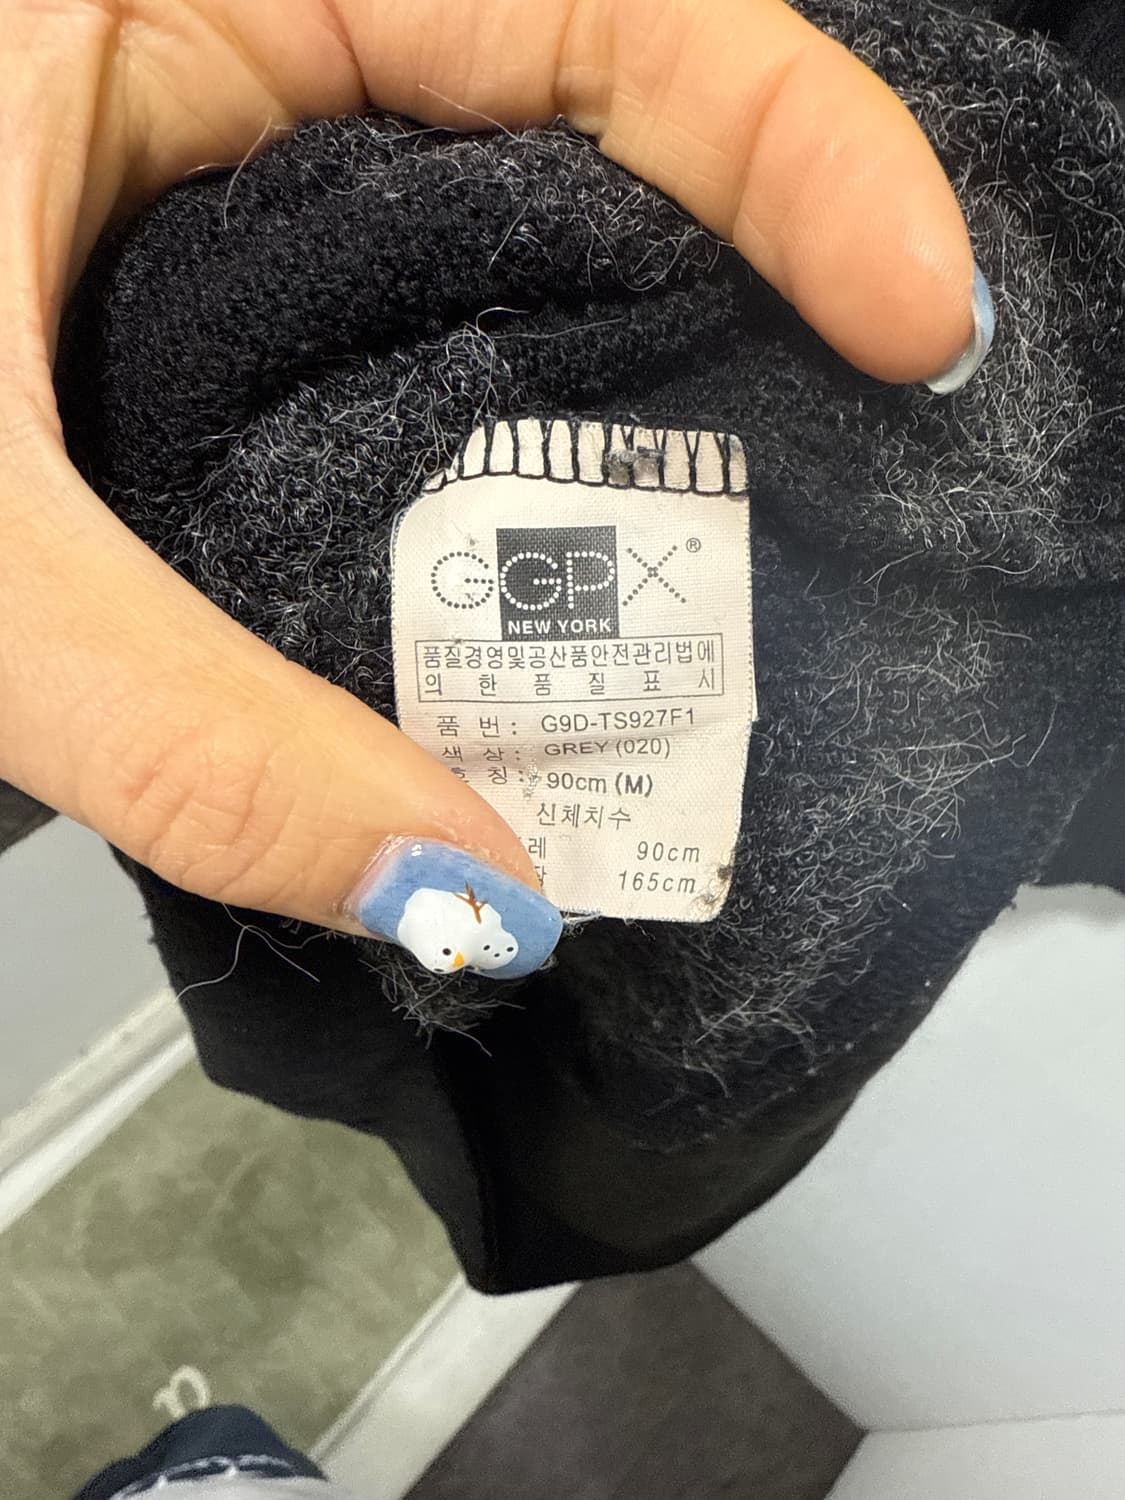 GGPX®
NEW YORK
품질경영및공산품안전관리법에
의 한 품 질 표 시
품 번 : G9D-TS927F1
색 상 : GREY (020)
칭 : 90cm (M)
신체치수
레 90cm
165cm